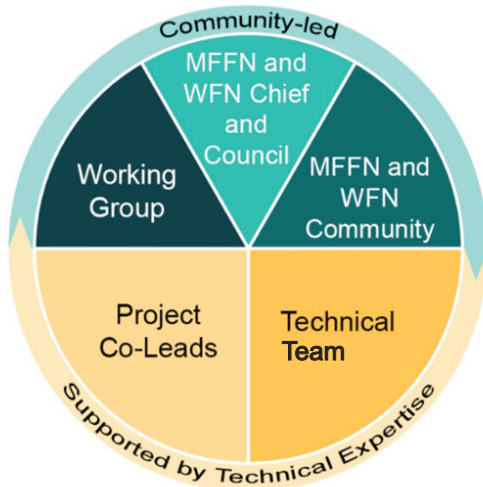 Community-led
MFFN and
WFN Chief
and
Council
Working
Group
MFFN and
WFN
Community
Project
Co-Leads
Technical
Team
Supported by Technical Expertise